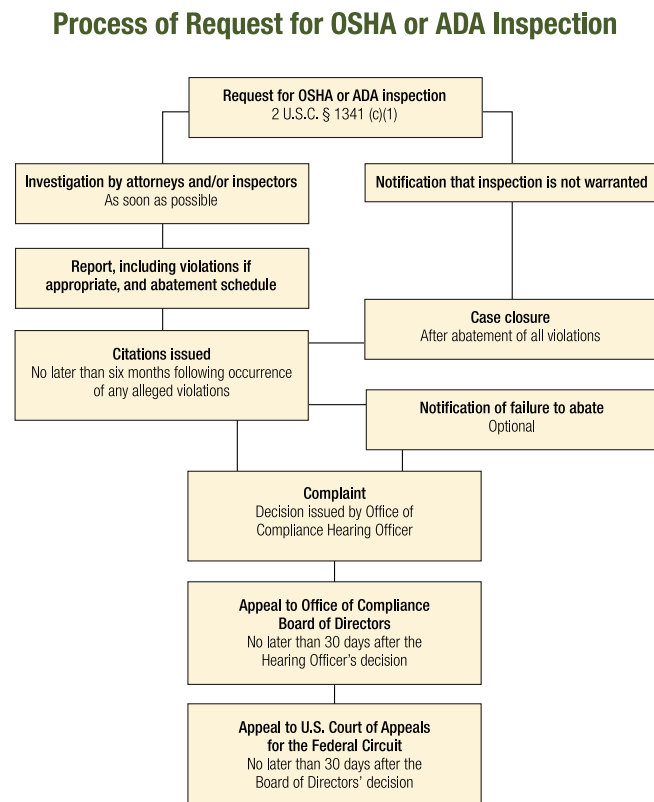 Process of Request for OSHA or ADA Inspection
Request for OSHA or ADA inspection
2 U.S.C. § 1341 (c)(1)
Investigation by attorneys and/or inspectors
As soon as possible
Notification that inspection is not warranted
Report, including violations if
appropriate, and abatement schedule
Case closure
After abatement of all violations
Citations issued
No later than six months following occurrence
of any alleged violations
Notification of failure to abate
Optional
Complaint
Decision issued by Office of
Compliance Hearing Officer
Appeal to Office of Compliance
Board of Directors
No later than 30 days after the
Hearing Officer's decision
Appeal to U.S. Court of Appeals
for the Federal Circuit
No later than 30 days after the
Board of Directors' decision